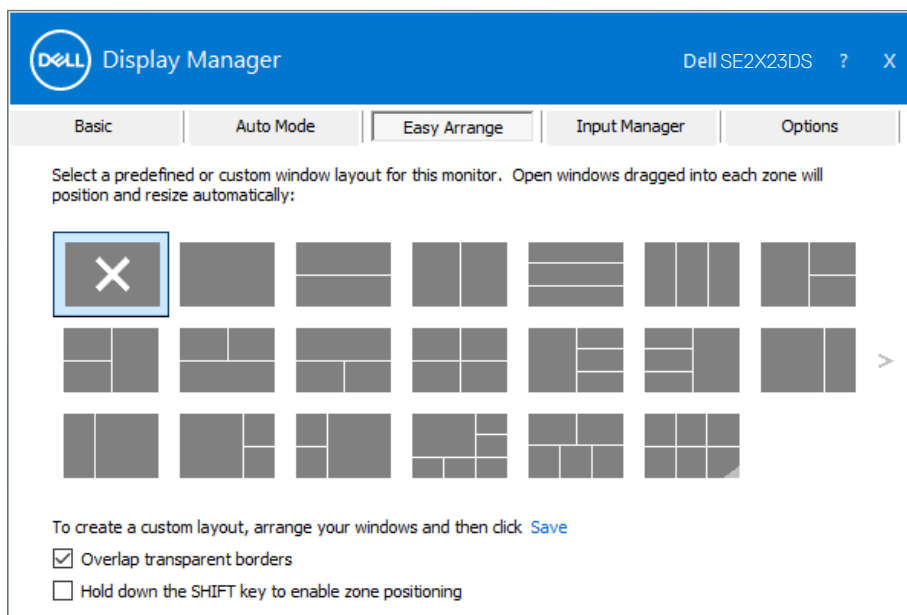 DELL Display Manager Dell SE2X23DS ? X
Basic Auto Mode Easy Arrange Input Manager Options
Select a predefined or custom window layout for this monitor. Open windows dragged into each zone will
position and resize automatically:
>
To create a custom layout, arrange your windows and then click Save
Overlap transparent borders
Hold down the SHIFT key to enable zone positioning